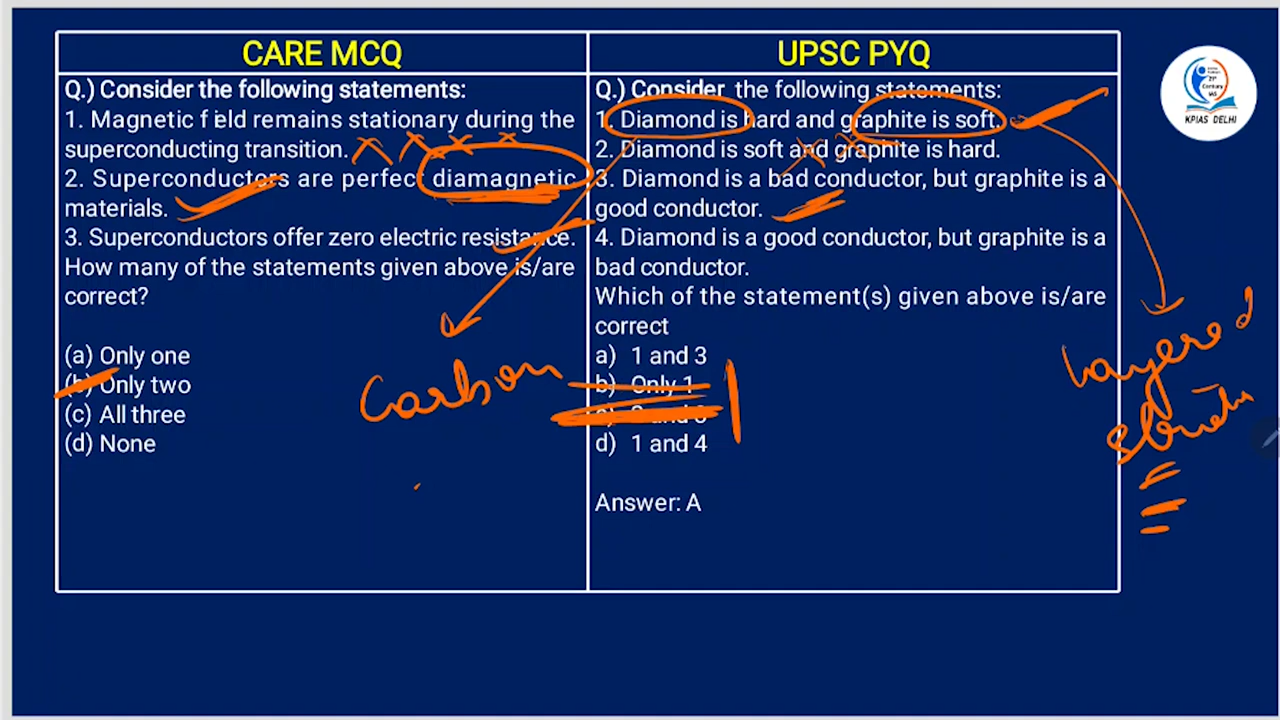 CARE MCQ
Q.) Consider the following statements:
1. Magnetic field remains stationary during the
superconducting transition.
2. Superconductors are perfect diamagnetic
materials.
3. Superconductors offer zero electric resistance.
How many of the statements given above is/are
correct?
(a) Only one
(b) Only two
(c) All three
(d) None
UPSC PYQ
Q.) Consider the following statements:
1. Diamond is hard and graphite is soft.
2. Diamond is soft and graphite is hard.
3. Diamond is a bad conductor, but graphite is a
good conductor.
4. Diamond is a good conductor, but graphite is a
bad conductor.
Which of the statement(s) given above is/are
correct
a) 1 and 3
b) Only 1
and
d) 1 and 4
Answer: A
Carbon
Layered
21st
Century
IAS
KPIAS DELHI